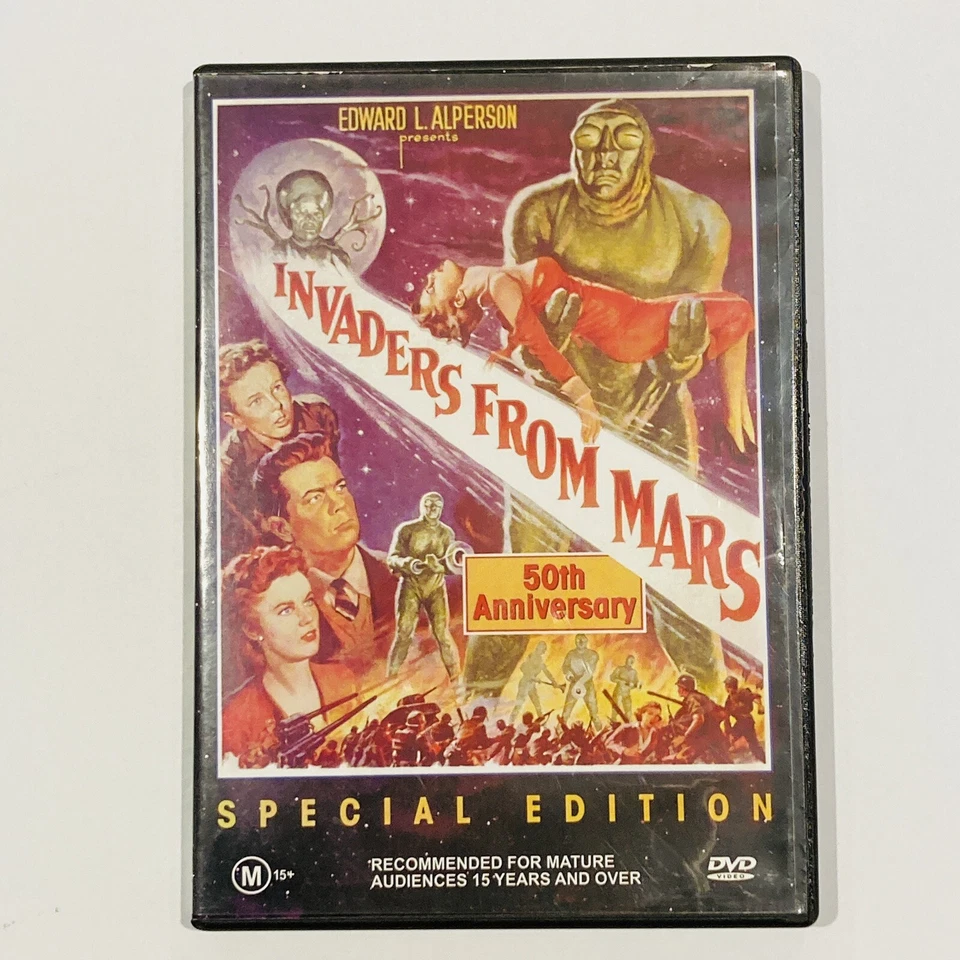 EDWARD L. ALPERSON
presents
INVADERS FROM MARS
50th
Anniversary
SPECIAL EDITION
M 15+
RECOMMENDED FOR MATURE
AUDIENCES 15 YEARS AND OVER
DVD
VIDEO